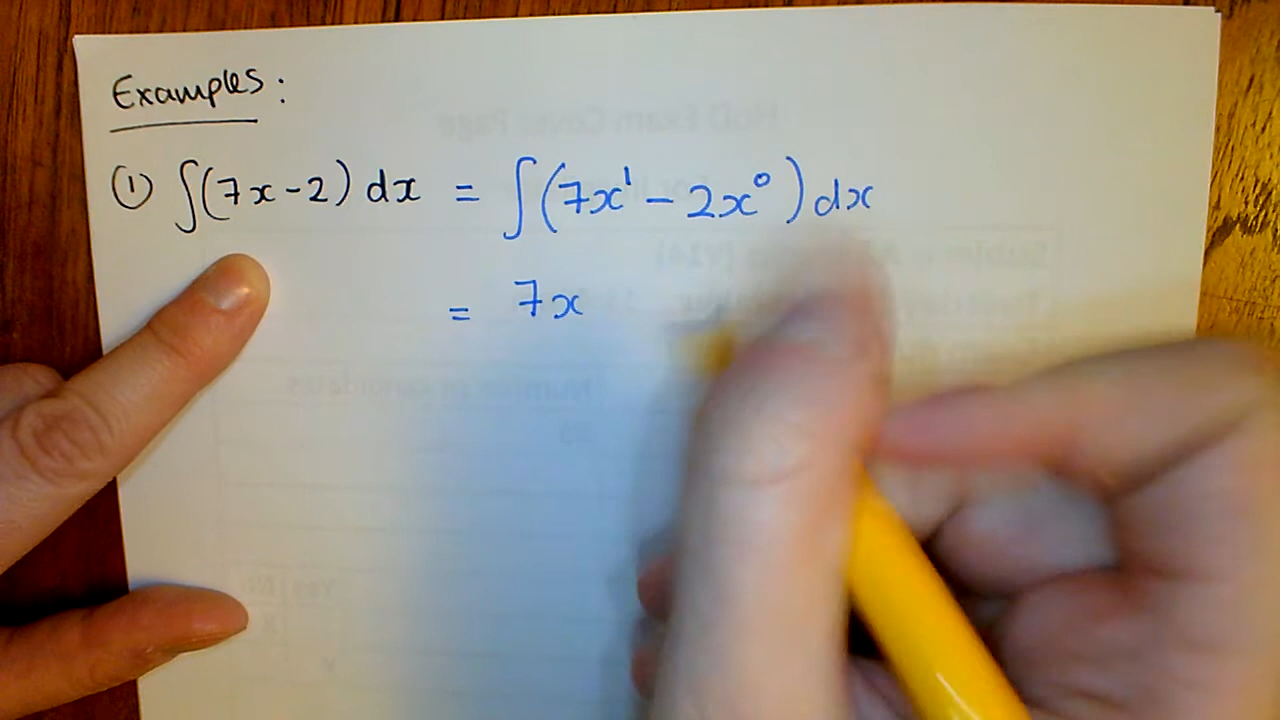 Examples:
① ∫(7x-2) dx = ∫(7x¹ - 2x⁰) dx
= 7x